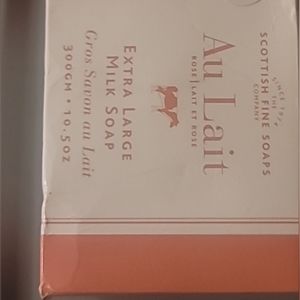 SINCE 19
THE
SCOTTISH FINE SOAPS
COMPANY
Au Lait
ROSE | LAIT ET ROSE
EXTRA LARGE
MILK SOAP
Gros Savon au Lait
300GM • 10.5OZ